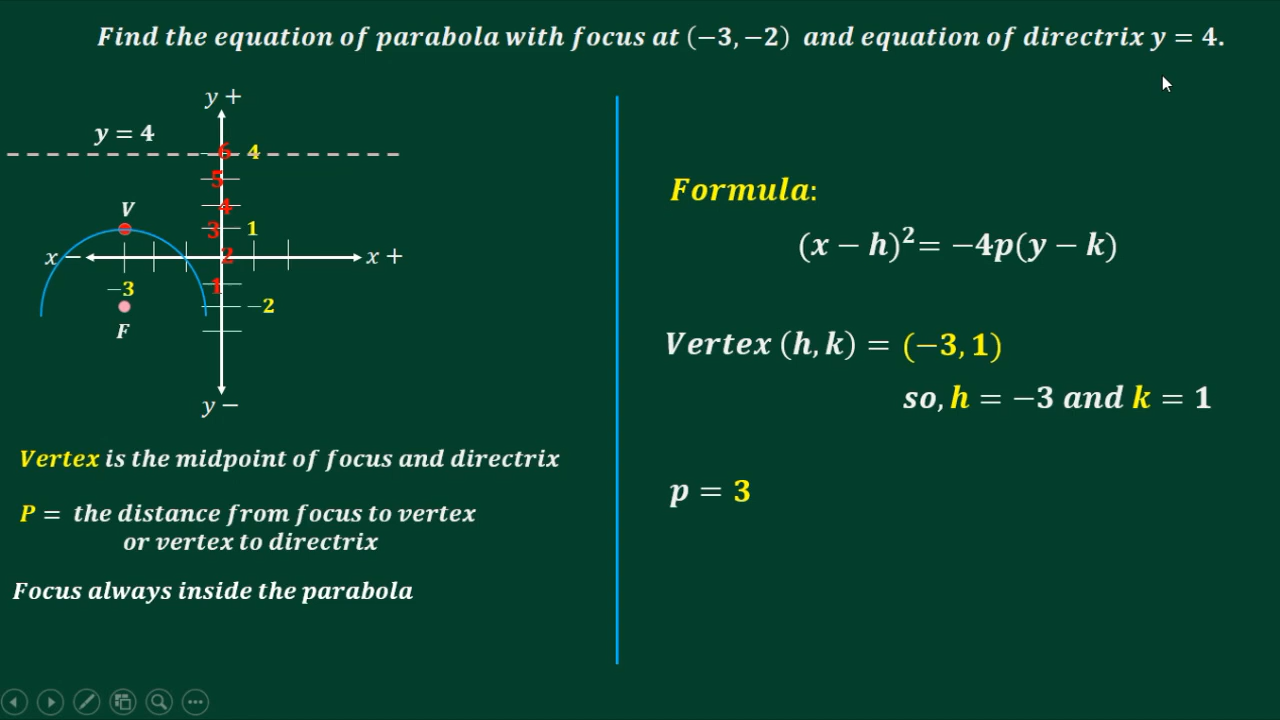 Find the equation of parabola with focus at (−3,−2) and equation of directrix y = 4.
y +
y = 4
6 4
5
V
4
3 1
x − 2 x +
−3 1
−2
F
y −
Vertex is the midpoint of focus and directrix
P = the distance from focus to vertex
or vertex to directrix
Focus always inside the parabola
Formula:
(x − h)²= −4p(y − k)
Vertex (h, k) = (−3, 1)
so, h = −3 and k = 1
p = 3